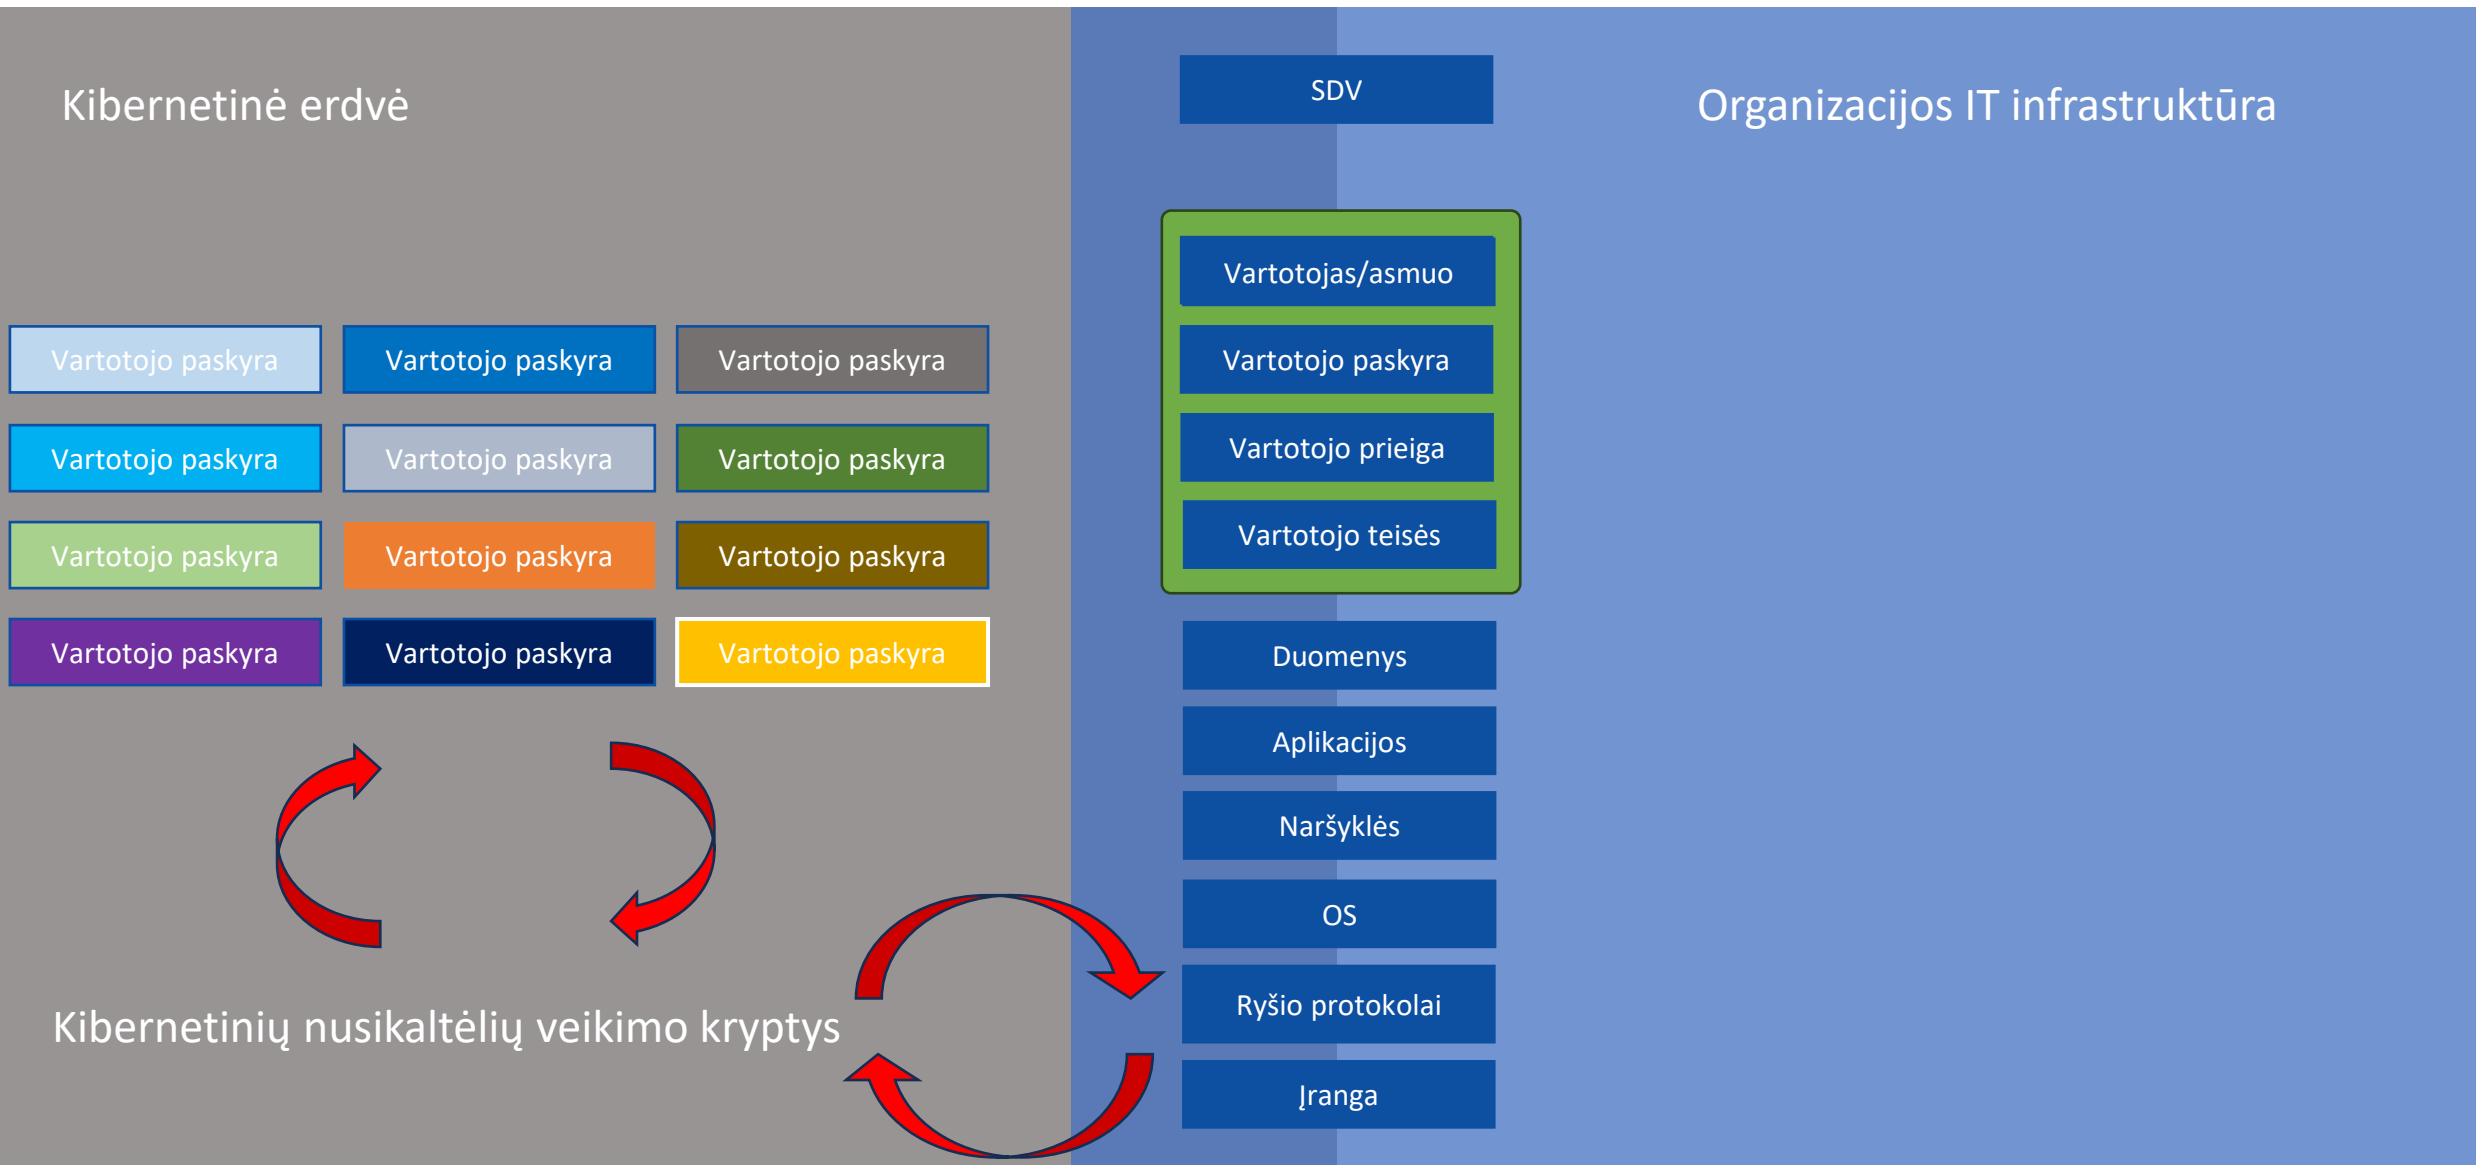 Kibernetinė erdvė
SDV
Organizacijos IT infrastruktūra
Vartotojas/asmuo
Vartotojo paskyra
Vartotojo prieiga
Vartotojo teisės
Vartotojo paskyra
Vartotojo paskyra
Vartotojo paskyra
Vartotojo paskyra
Vartotojo paskyra
Vartotojo paskyra
Vartotojo paskyra
Vartotojo paskyra
Vartotojo paskyra
Vartotojo paskyra
Vartotojo paskyra
Vartotojo paskyra
Duomenys
Aplikacijos
Naršyklės
OS
Ryšio protokolai
Įranga
Kibernetinių nusikaltėlių veikimo kryptys